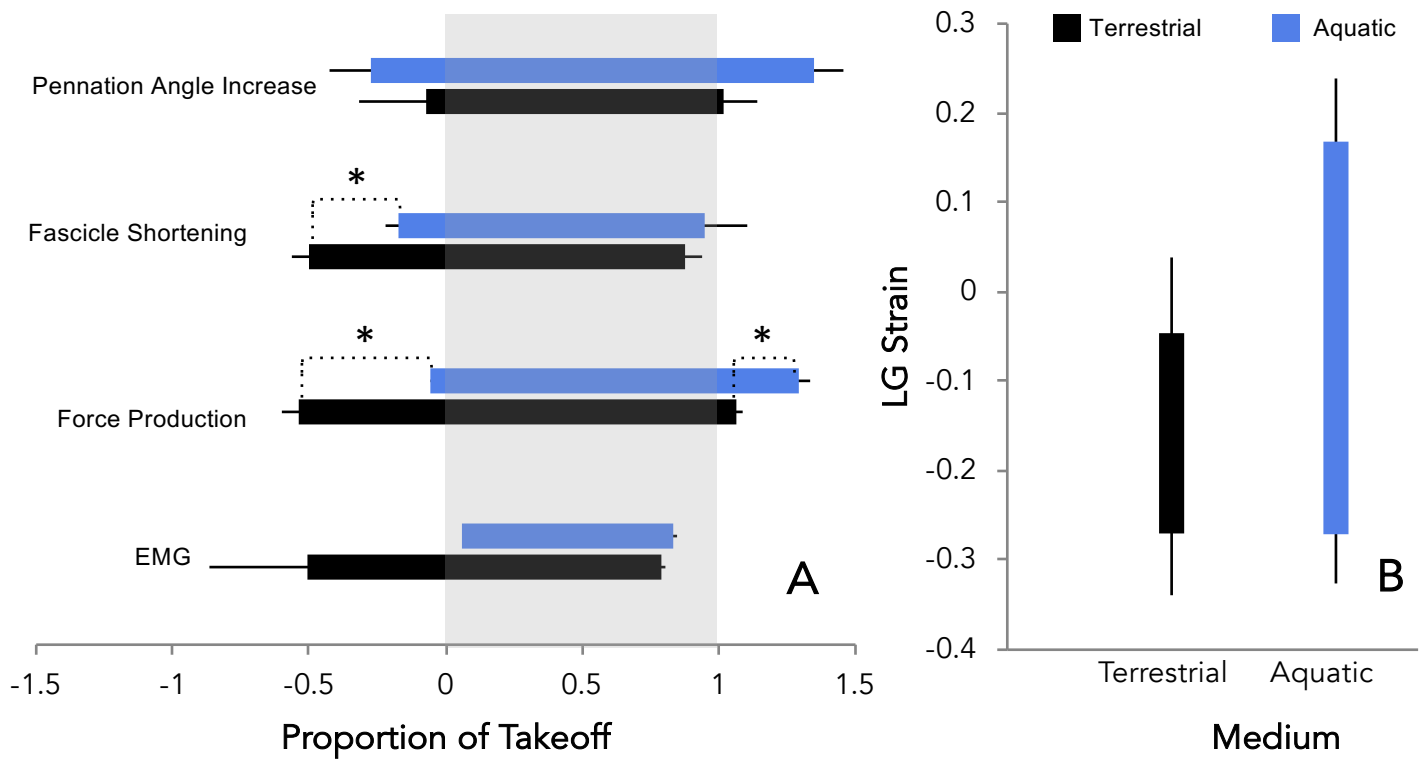 Pennation Angle Increase
*
Fascicle Shortening
* *
Force Production
EMG
A
-1.5 -1 -0.5 0 0.5 1 1.5
Proportion of Takeoff
Terrestrial Aquatic
0.3
0.2
0.1
0
-0.1
-0.2
-0.3
-0.4
LG Strain
B
Terrestrial Aquatic
Medium